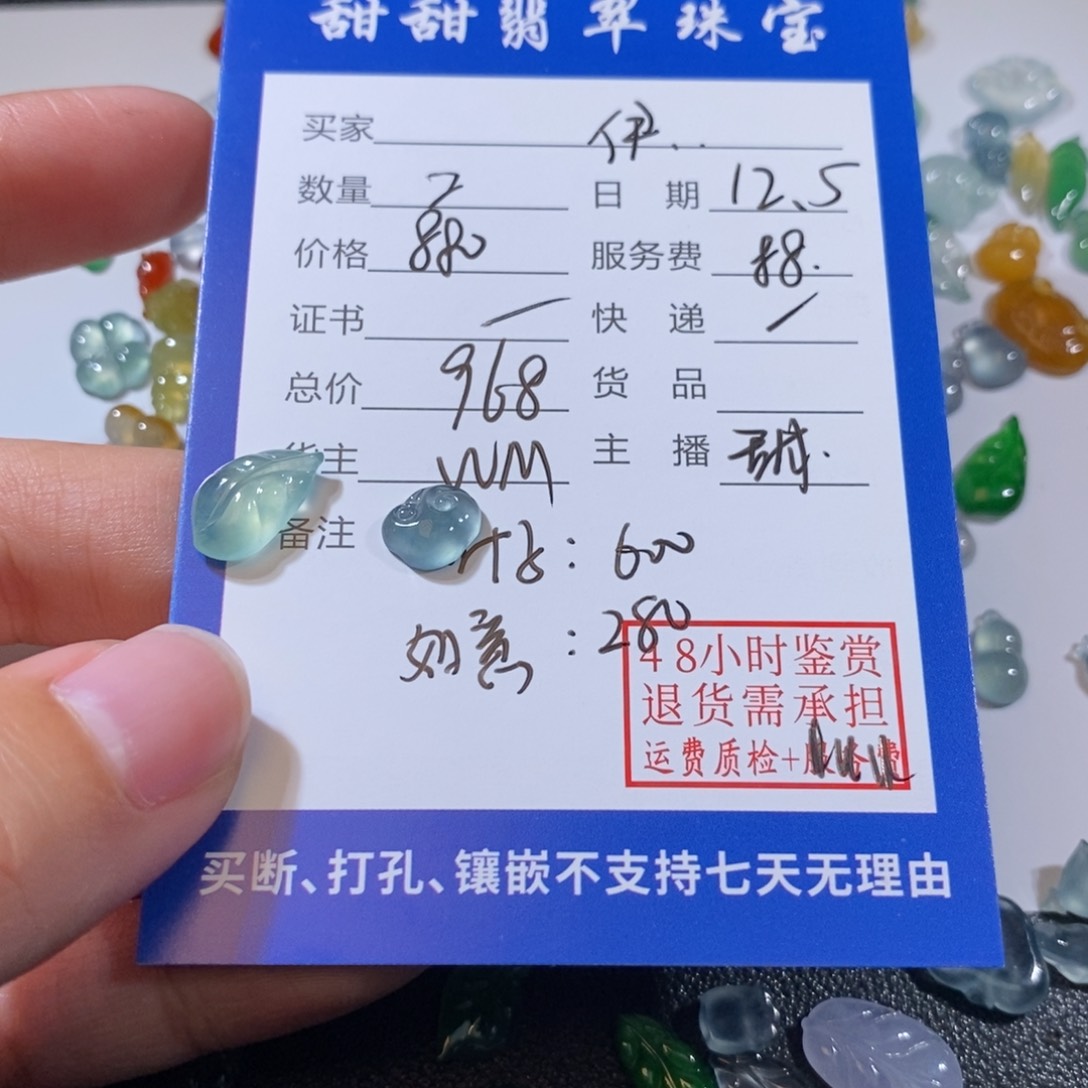 甜甜翡翠珠宝
买家 伊..
数量 2 日期 12.5
价格 880 服务费 88.
证书 — 快递 /
总价 968 货品
货主 WM 主播
备注 叶子：600
如意：280
48小时鉴赏
退货需承担
运费质检+服务费
买断、打孔、镶嵌不支持七天无理由